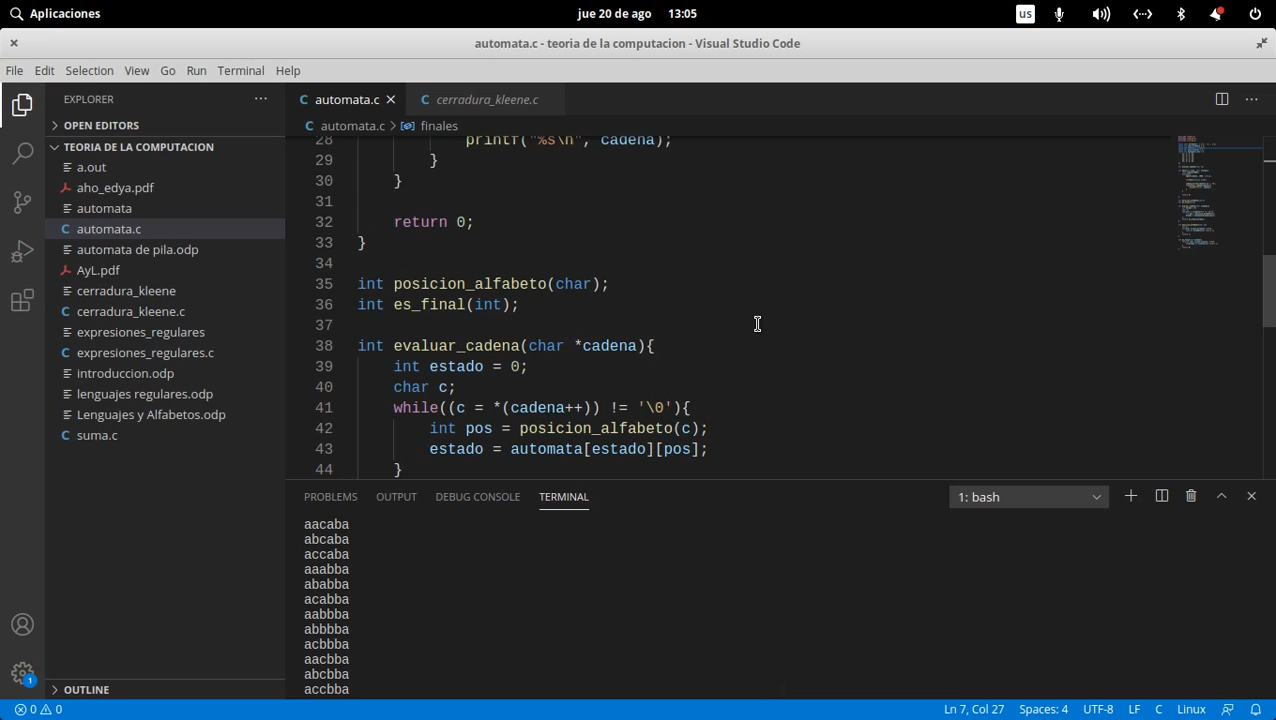 Aplicaciones
jue 20 de ago 13:05
us
automata.c - teoria de la computacion - Visual Studio Code
File Edit Selection View Go Run Terminal Help
EXPLORER
OPEN EDITORS
TEORIA DE LA COMPUTACION
a.out
aho_edya.pdf
automata
automata.c
automata de pila.odp
AyL.pdf
cerradura_kleene
cerradura_kleene.c
expresiones_regulares
expresiones_regulares.c
introduccion.odp
lenguajes regulares.odp
Lenguajes y Alfabetos.odp
suma.c
OUTLINE
C automata.c
C cerradura_kleene.c
C automata.c > finales
28 printf("%s\n", cadena);
29 }
30 }
31
32 return 0;
33 }
34
35 int posicion_alfabeto(char);
36 int es_final(int);
37
38 int evaluar_cadena(char *cadena){
39 int estado = 0;
40 char c;
41 while((c = *(cadena++)) != '\0'){
42 int pos = posicion_alfabeto(c);
43 estado = automata[estado][pos];
44 }
PROBLEMS OUTPUT DEBUG CONSOLE TERMINAL
1: bash
aacaba
abcaba
accaba
aaabba
ababba
acabba
aabbba
abbbba
acbbba
aacbba
abcbba
accbba
1
0 0
Ln 7, Col 27 Spaces: 4 UTF-8 LF C Linux